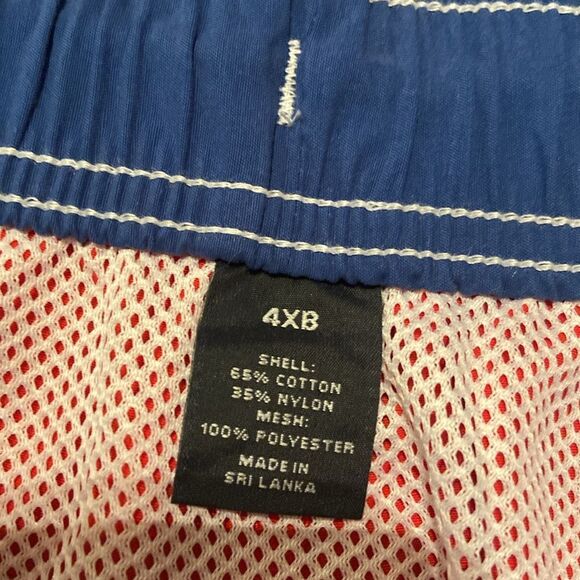 4XB
SHELL:
65% COTTON
35% NYLON
MESH:
100% POLYESTER
MADE IN
SRI LANKA